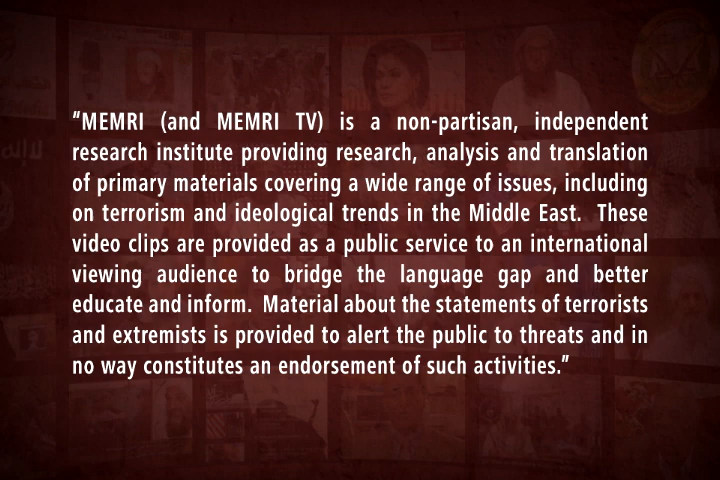 “MEMRI (and MEMRI TV) is a non-partisan, independent
research institute providing research, analysis and translation
of primary materials covering a wide range of issues, including
on terrorism and ideological trends in the Middle East.  These
video clips are provided as a public service to an international
viewing audience to bridge the language gap and better
educate and inform.  Material about the statements of terrorists
and extremists is provided to alert the public to threats and in
no way constitutes an endorsement of such activities.”